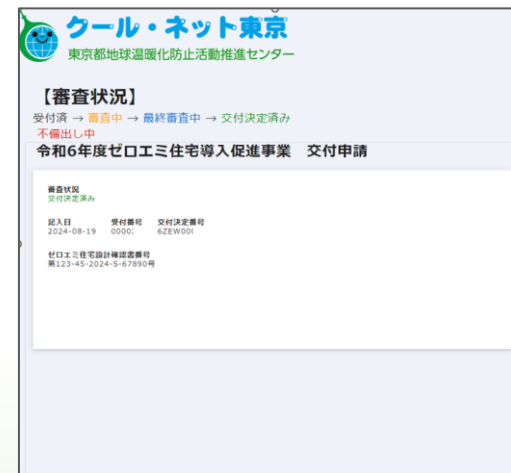 クール・ネット東京
東京都地球温暖化防止活動推進センター
【審査状況】
受付済 → 審査中 → 最終審査中 → 交付決定済み
不備出し中
令和6年度ゼロエミ住宅導入促進事業 交付申請
審査状況
交付決定済み
記入日 受付番号 交付決定番号
2024-08-19 0000: 6ZEW00(
ゼロエミ住宅設計確認書番号
第123-45-2024-5-67890号